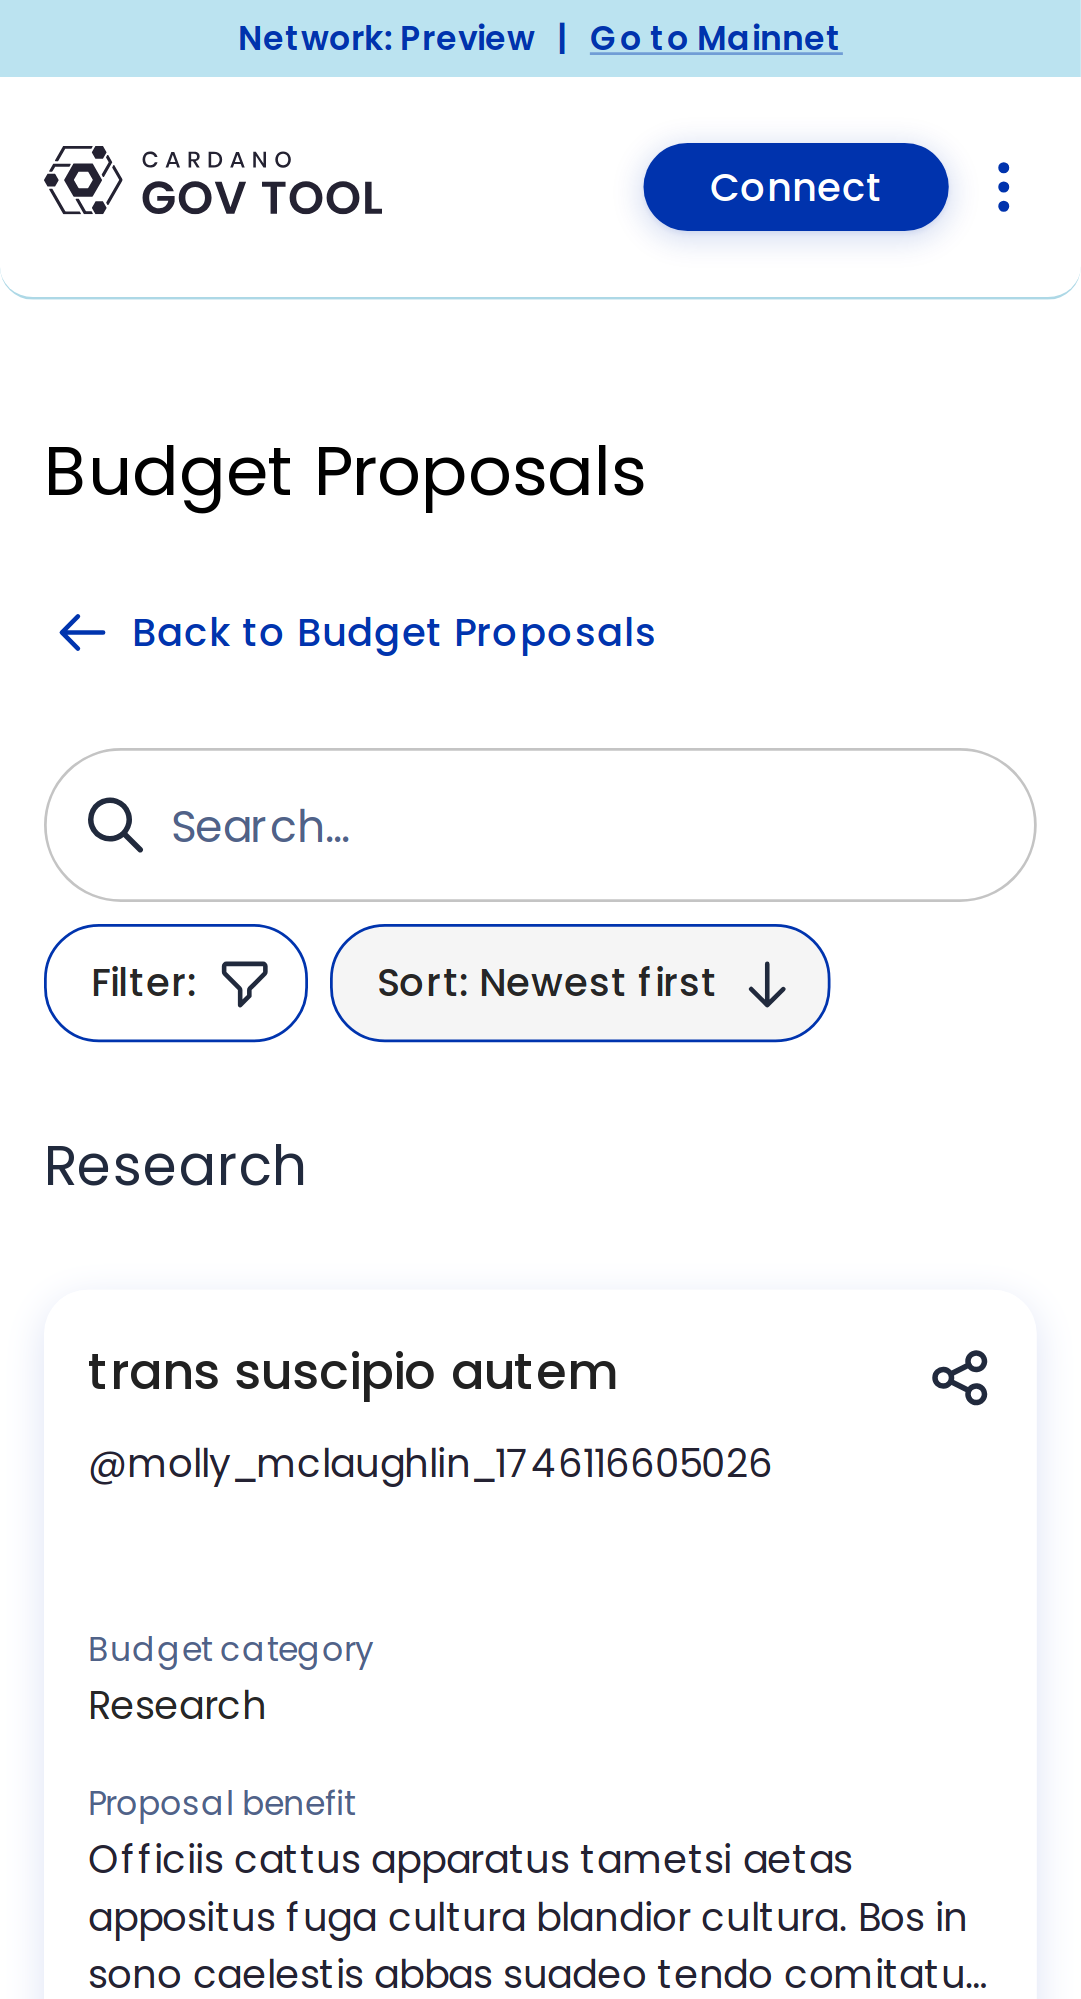 Network: Preview | Go to Mainnet
CARDANO
GOV TOOL
Connect
Budget Proposals
Back to Budget Proposals
Search...
Filter:
Sort: Newest first
Research
trans suscipio autem
@molly_mclaughlin_1746116605026
Budget category
Research
Proposal benefit
Officiis cattus apparatus tametsi aetas
appositus fuga cultura blandior cultura. Bos in
sono caelestis abbas suadeo tendo comitatu...